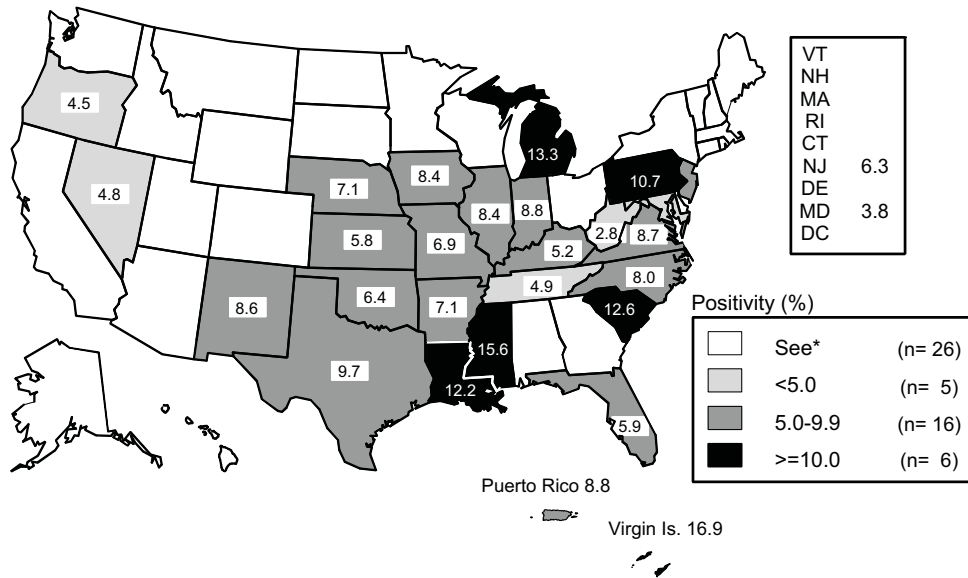 VT
NH
MA
RI
CT
NJ 6.3
DE
MD 3.8
DC
4.5
4.8
13.3
10.7
7.1
8.4
8.4
8.8
2.8
8.7
5.8
6.9
5.2
8.6
6.4
7.1
4.9
8.0
12.6
15.6
9.7
12.2
5.9
Positivity (%)
See* (n= 26)
<5.0 (n= 5)
5.0-9.9 (n= 16)
>=10.0 (n= 6)
Puerto Rico 8.8
Virgin Is. 16.9